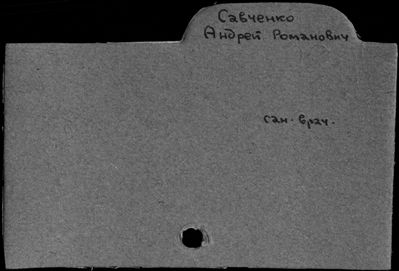 Савченко
Андрей Романович
сан. врач.